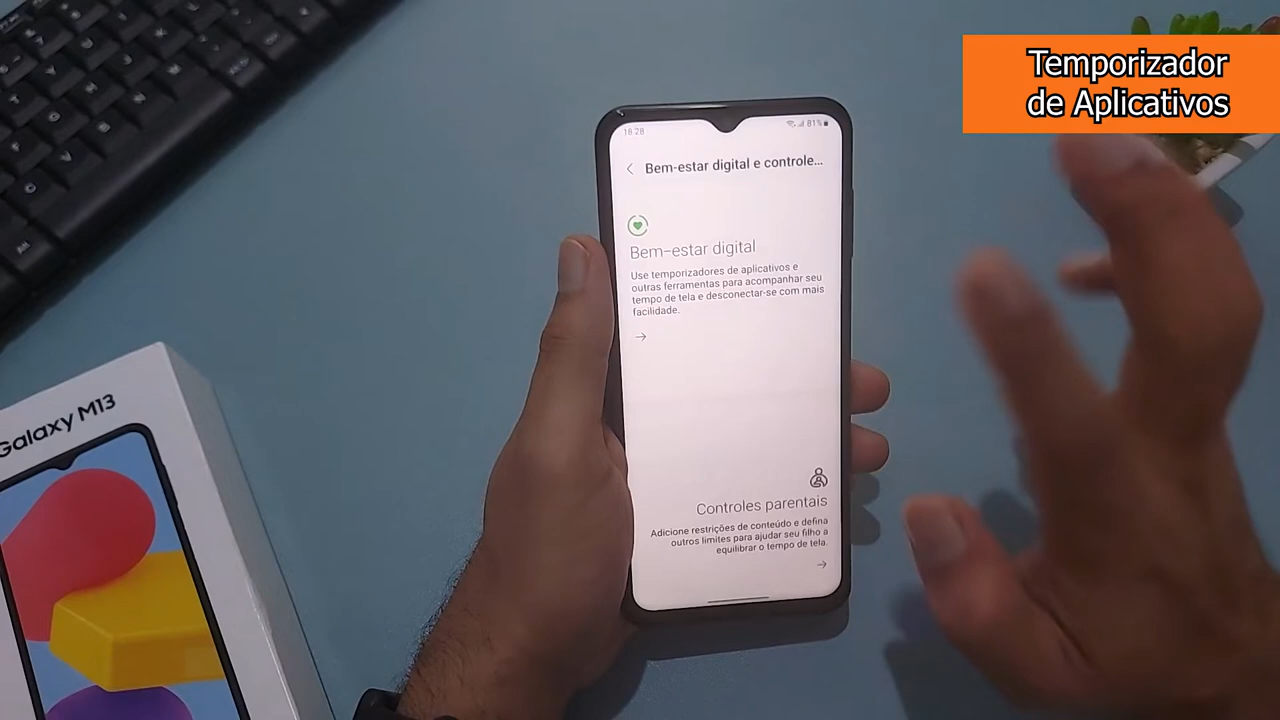 Temporizador
de Aplicativos
18:28
81%
Bem-estar digital e controle...
Bem-estar digital
Use temporizadores de aplicativos e
outras ferramentas para acompanhar seu
tempo de tela e desconectar-se com mais
facilidade.
Controles parentais
Adicione restrições de conteúdo e defina
outros limites para ajudar seu filho a
equilibrar o tempo de tela.
Galaxy M13